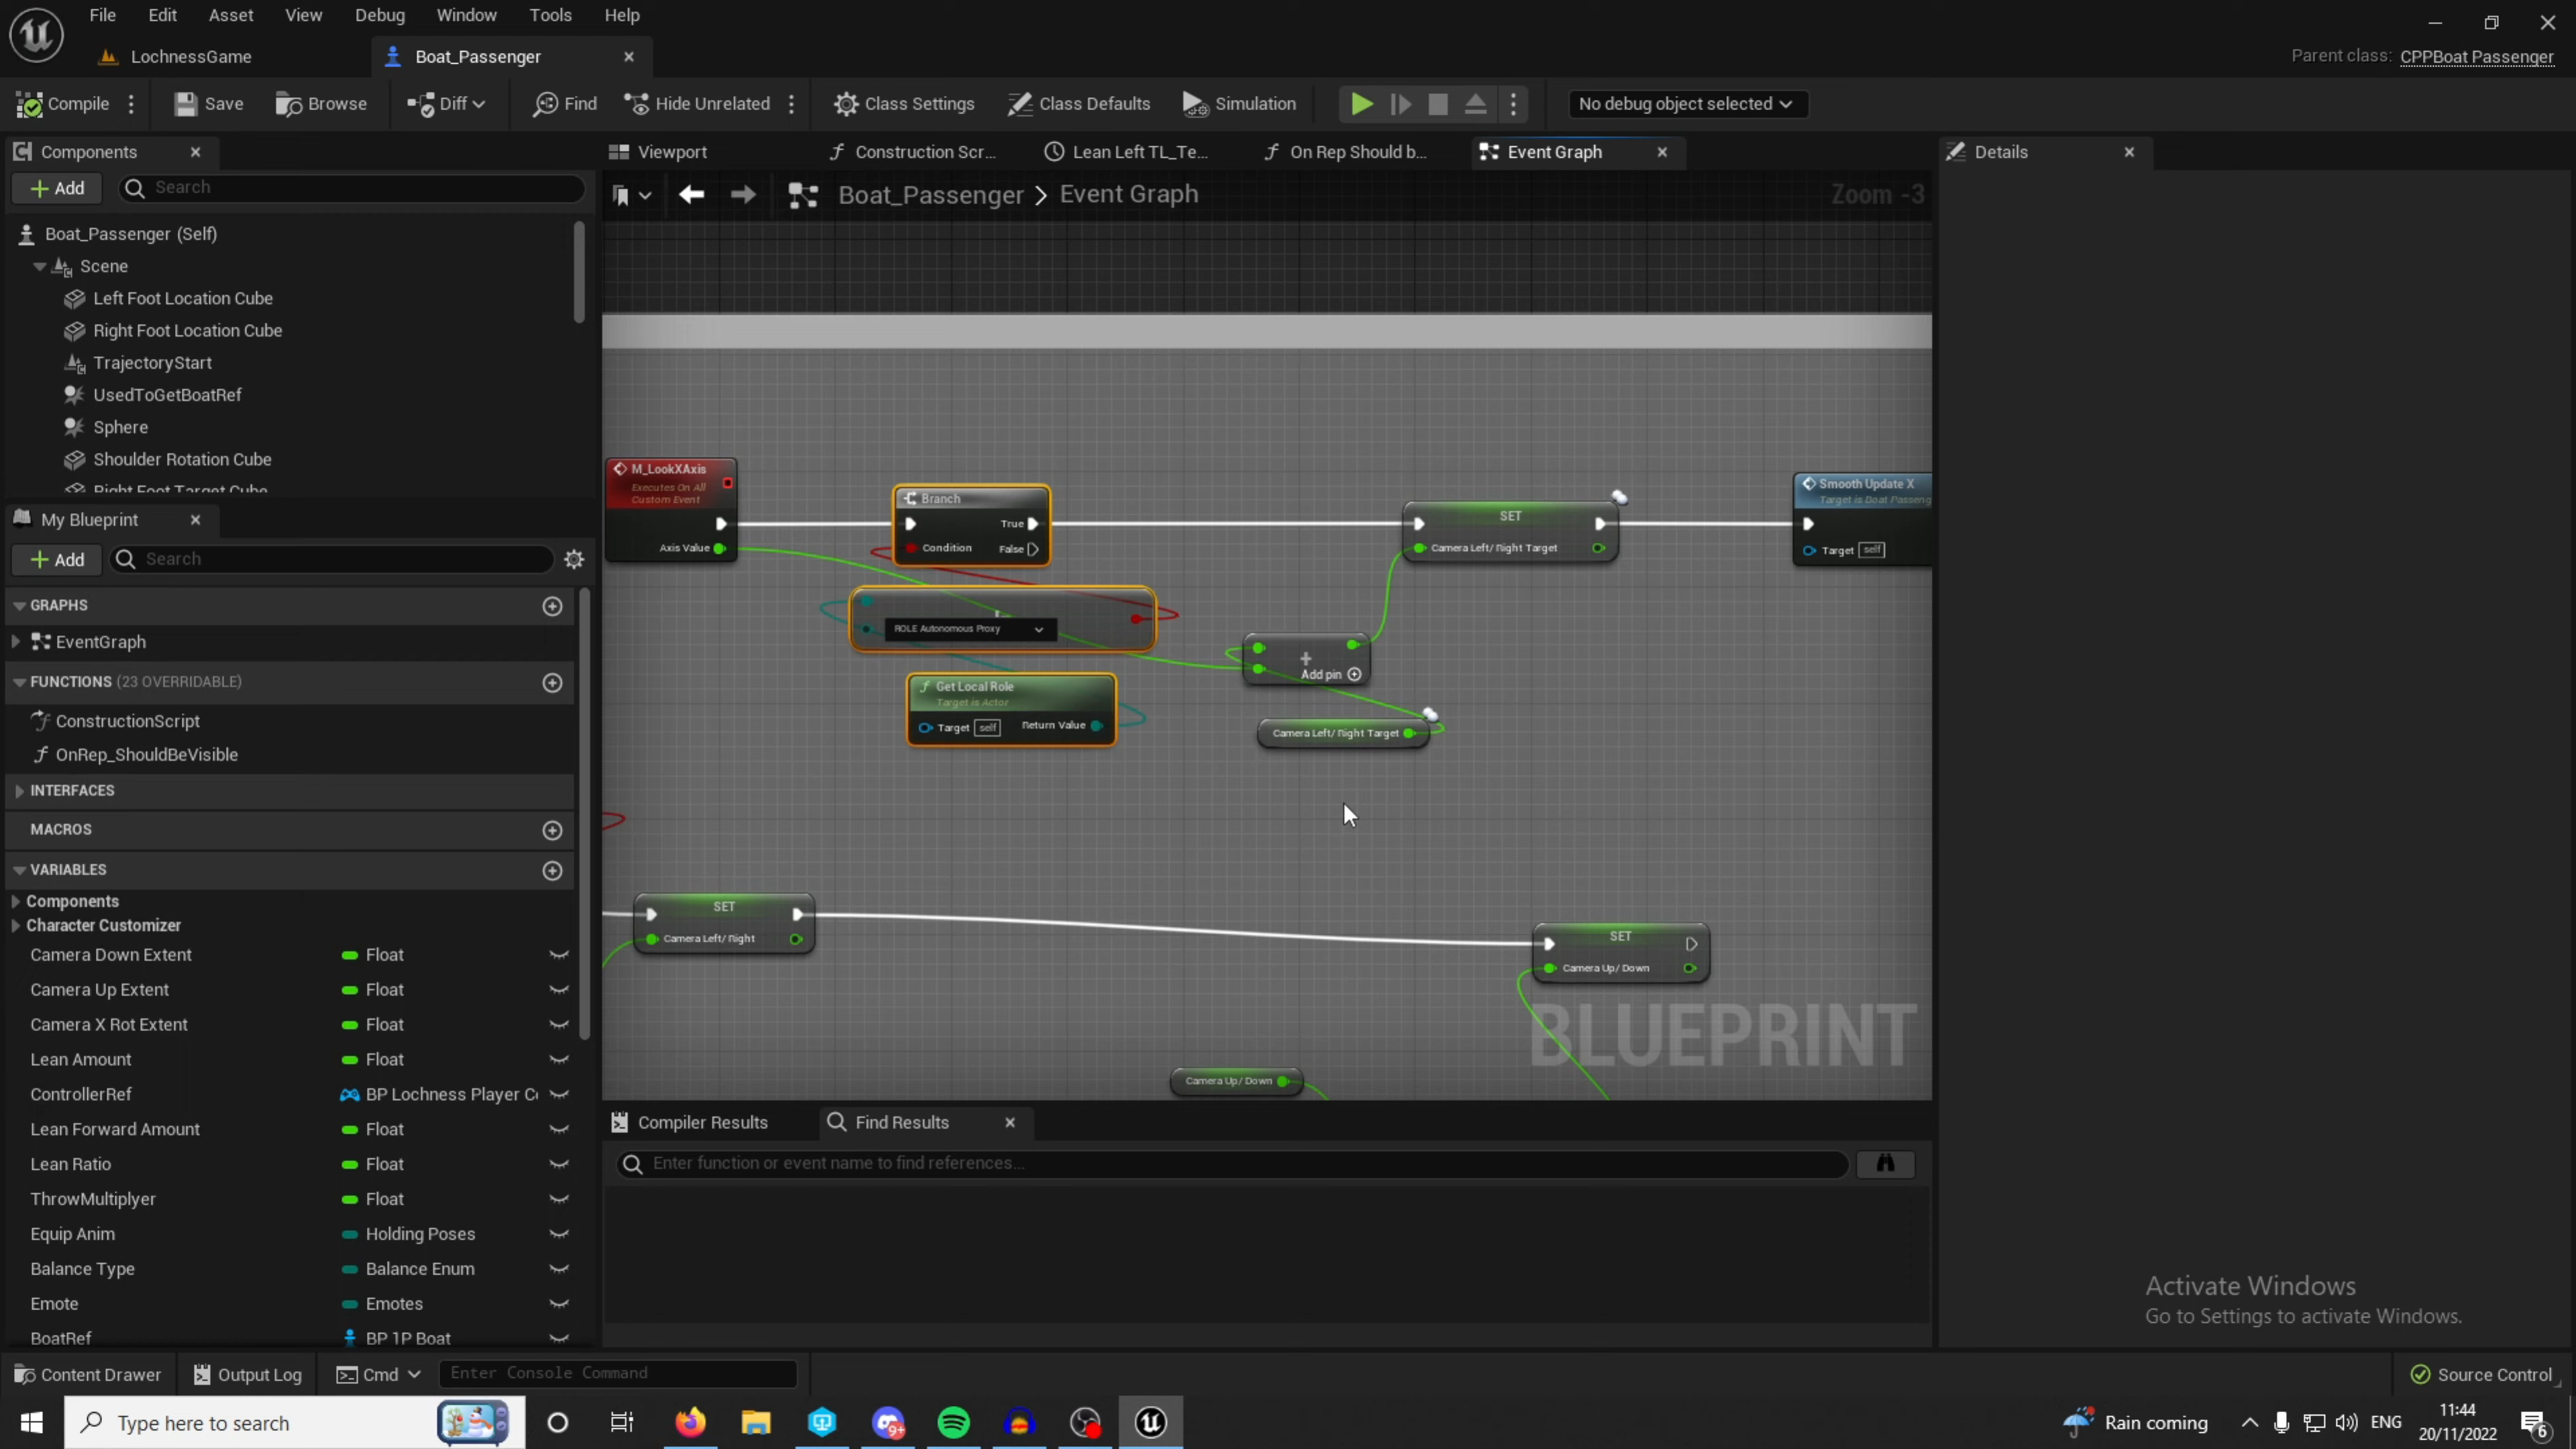 File Edit Asset View Debug Window Tools Help
LochnessGame
Boat_Passenger
Parent class: CPPBoat Passenger
Compile
Save
Browse
Diff
Find
Hide Unrelated
Class Settings
Class Defaults
Simulation
No debug object selected
Components
Add
Search
Boat_Passenger (Self)
Scene
Left Foot Location Cube
Right Foot Location Cube
TrajectoryStart
UsedToGetBoatRef
Sphere
Shoulder Rotation Cube
Right Foot Target Cube
My Blueprint
Add
Search
GRAPHS
EventGraph
FUNCTIONS (23 OVERRIDABLE)
ConstructionScript
OnRep_ShouldBeVisible
INTERFACES
MACROS
VARIABLES
Components
Character Customizer
Camera Down Extent Float
Camera Up Extent Float
Camera X Rot Extent Float
Lean Amount Float
ControllerRef BP Lochness Player C
Lean Forward Amount Float
Lean Ratio Float
ThrowMultiplyer Float
Equip Anim Holding Poses
Balance Type Balance Enum
Emote Emotes
BoatRef BP 1P Boat
Viewport
Construction Scr...
Lean Left TL_Te...
On Rep Should b...
Event Graph
Boat_Passenger > Event Graph
Zoom -3
M_LookXAxis
Executes On All
Custom Event
Axis Value
Branch
True
Condition False
ROLE Autonomous Proxy
Get Local Role
Target is Actor
Target self Return Value
Add pin
Camera Left/ Right Target
SET
Camera Left/ Right Target
Smooth Update X
Target is Boat Passeng
Target self
SET
Camera Left/ Right
SET
Camera Up/ Down
Camera Up/ Down
BLUEPRINT
Compiler Results
Find Results
Enter function or event name to find references...
Details
Activate Windows
Go to Settings to activate Windows.
Content Drawer
Output Log
Cmd
Enter Console Command
Source Control
Type here to search
9+
Rain coming
ENG
11:44
20/11/2022
6